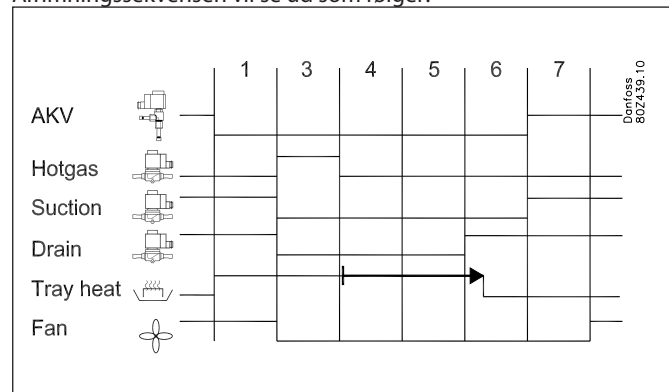 Afrimningssekvensen vil se ud som følger:
1 3 4 5 6 7
Danfoss
80Z439.10
AKV
Hotgas
Suction
Drain
Tray heat
Fan